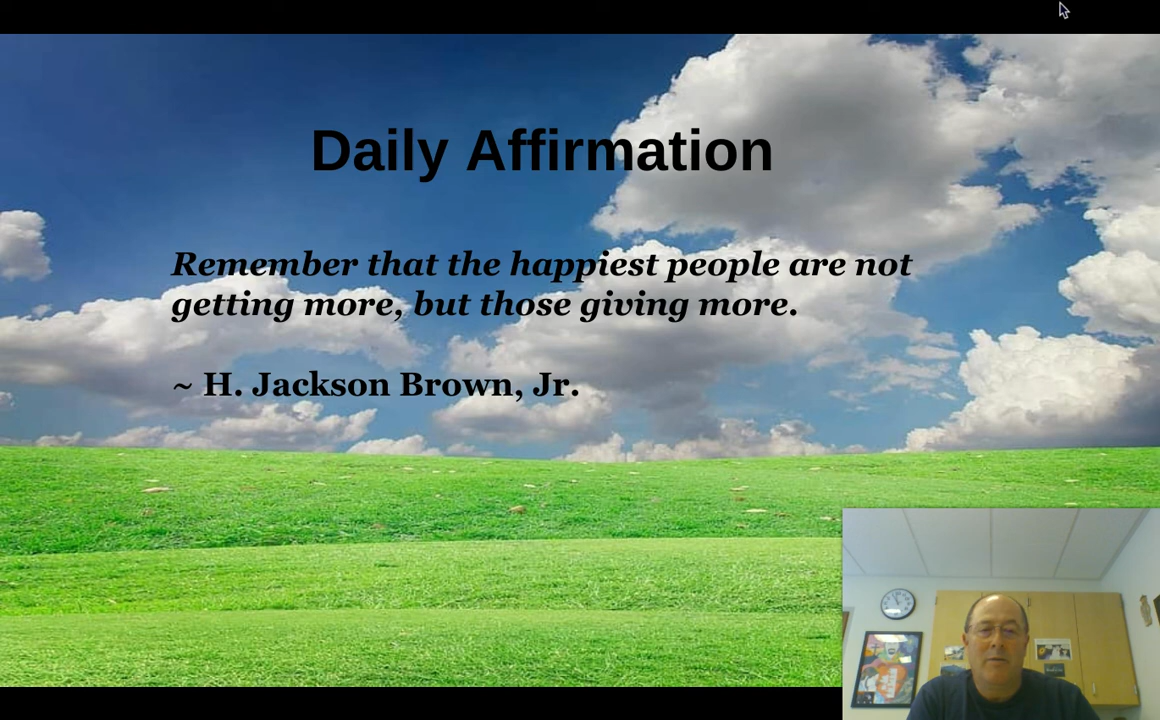 Daily Affirmation
Remember that the happiest people are not
getting more, but those giving more.
~ H. Jackson Brown, Jr.